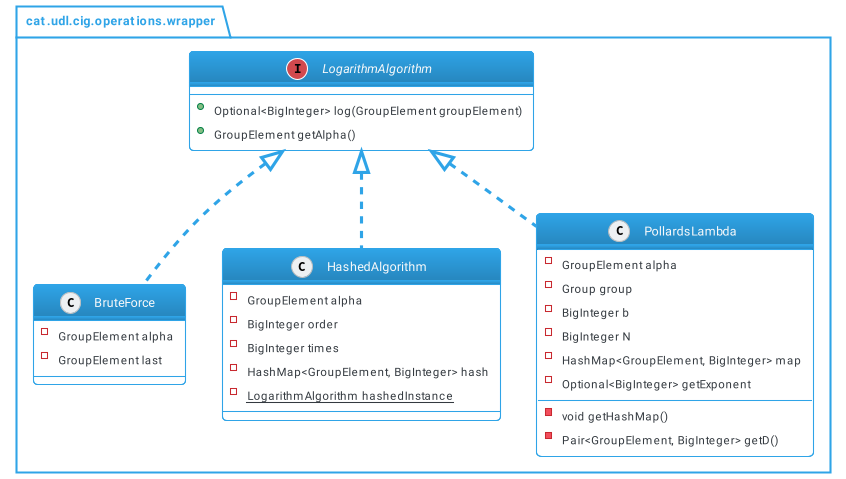 cat.udl.cig.operations.wrapper
I LogarithmAlgorithm
Optional<BigInteger> log(GroupElement groupElement)
GroupElement getAlpha()
C BruteForce
GroupElement alpha
GroupElement last
C HashedAlgorithm
GroupElement alpha
BigInteger order
BigInteger times
HashMap<GroupElement, BigInteger> hash
LogarithmAlgorithm hashedInstance
C PollardsLambda
GroupElement alpha
Group group
BigInteger b
BigInteger N
HashMap<GroupElement, BigInteger> map
Optional<BigInteger> getExponent
void getHashMap()
Pair<GroupElement, BigInteger> getD()